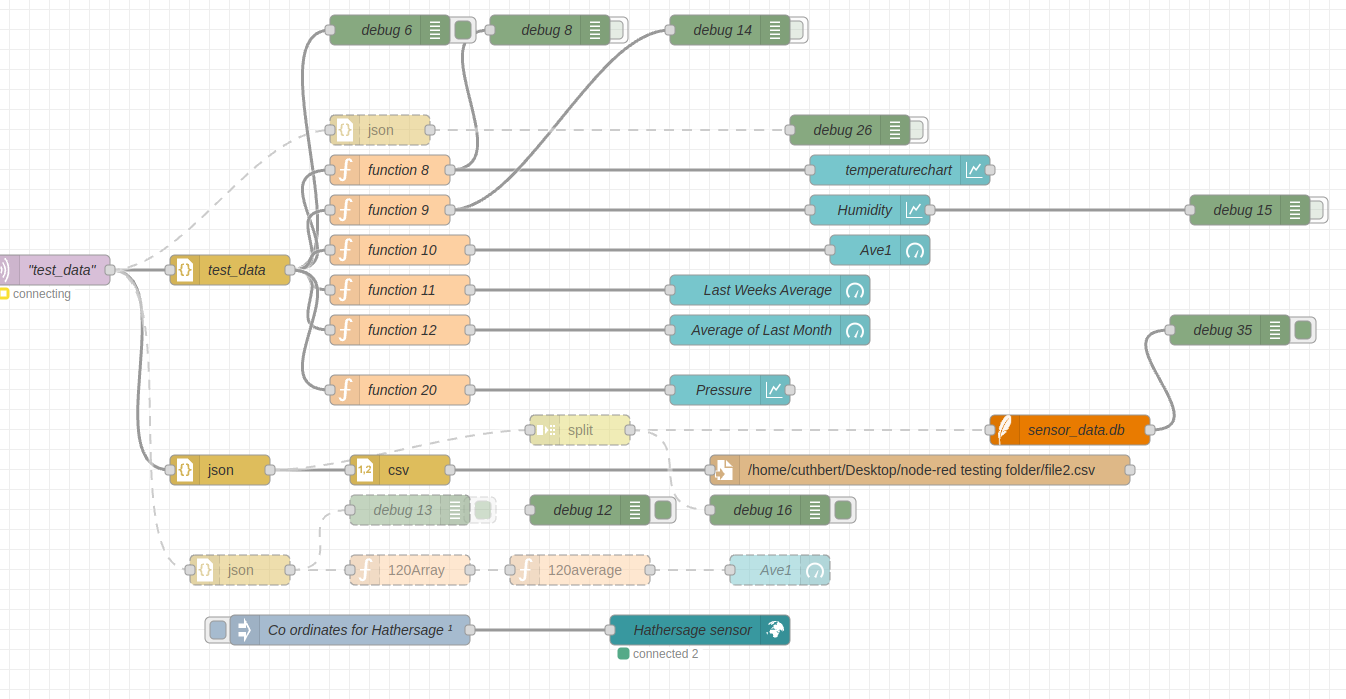 debug 6
debug 8
debug 14
json
debug 26
function 8
temperaturechart
function 9
Humidity
debug 15
function 10
Ave1
"test_data"
connecting
test_data
function 11
Last Weeks Average
function 12
Average of Last Month
debug 35
function 20
Pressure
split
sensor_data.db
json
1,2
csv
/home/cuthbert/Desktop/node-red testing folder/file2.csv
debug 13
debug 12
debug 16
json
120Array
120average
Ave1
Co ordinates for Hathersage ¹
Hathersage sensor
connected 2